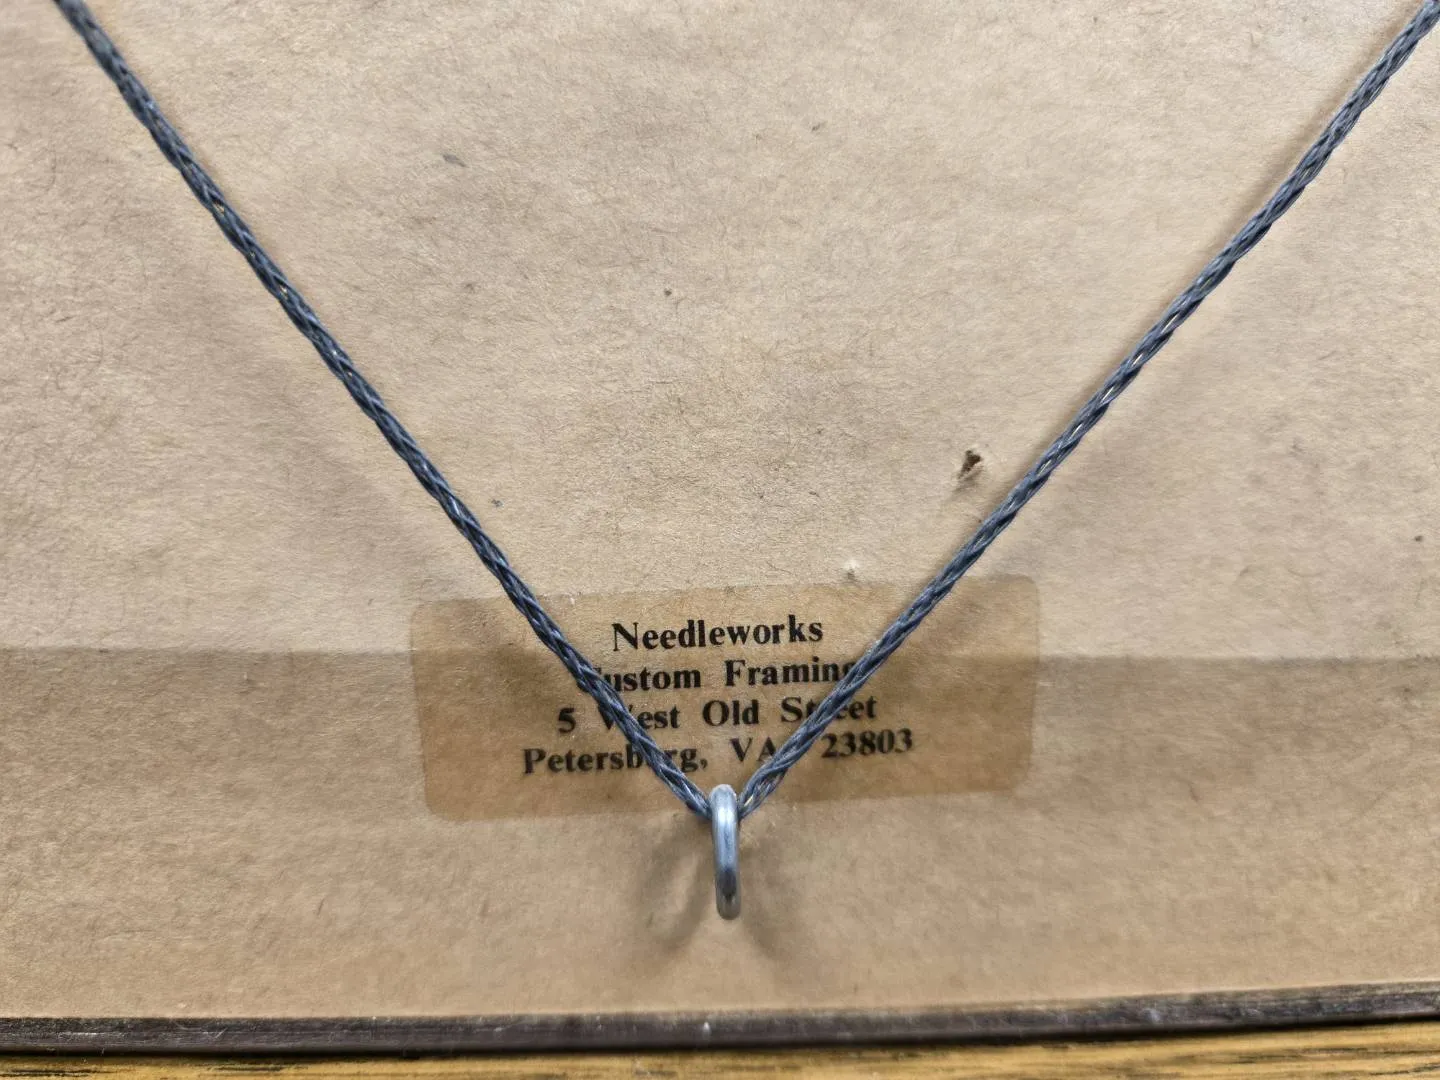 Needleworks
Custom Framing
5 West Old Street
Petersburg, VA 23803